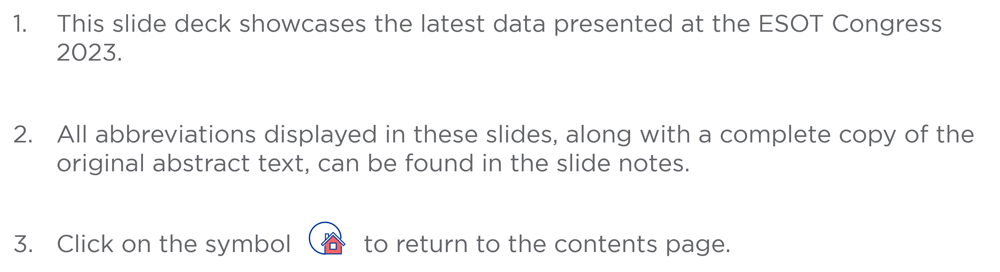 1. This slide deck showcases the latest data presented at the ESOT Congress
2023.
2. All abbreviations displayed in these slides, along with a complete copy of the
original abstract text, can be found in the slide notes.
3. Click on the symbol to return to the contents page.